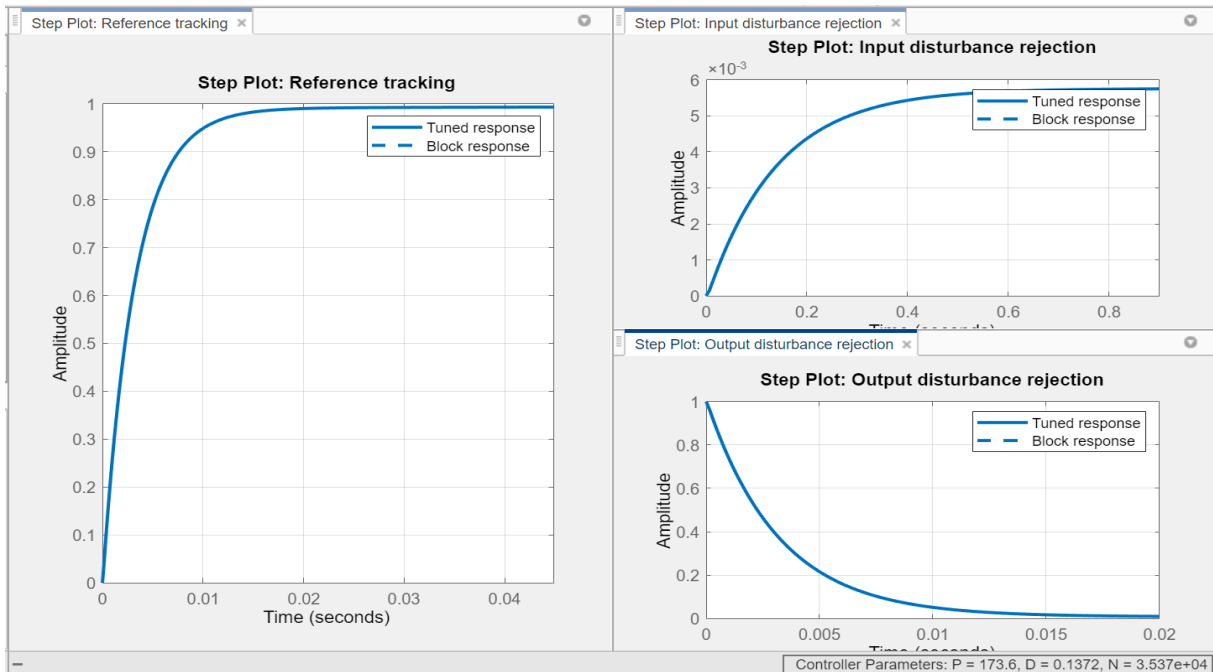 Step Plot: Reference tracking ×
Step Plot: Reference tracking
1
0.9
0.8
0.7
0.6
0.5
0.4
0.3
0.2
0.1
0
Amplitude
Tuned response
Block response
0 0.01 0.02 0.03 0.04
Time (seconds)
Step Plot: Input disturbance rejection ×
Step Plot: Input disturbance rejection
×10⁻³
6
5
4
3
2
1
0
Amplitude
Tuned response
Block response
0 0.2 0.4 0.6 0.8
Time (seconds)
Step Plot: Output disturbance rejection ×
Step Plot: Output disturbance rejection
1
0.8
0.6
0.4
0.2
0
Amplitude
Tuned response
Block response
0 0.005 0.01 0.015 0.02
Time (seconds)
Controller Parameters: P = 173.6, D = 0.1372, N = 3.537e+04